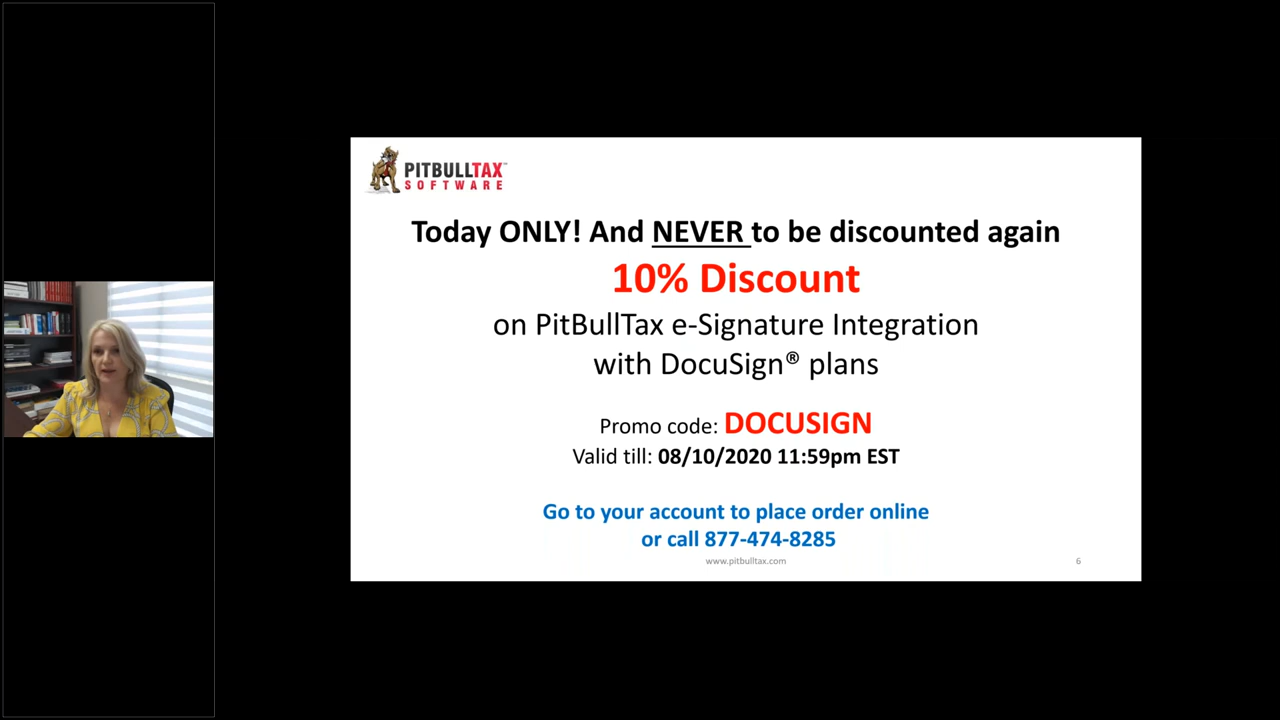 PITBULLTAX™
SOFTWARE
Today ONLY! And NEVER to be discounted again
10% Discount
on PitBullTax e-Signature Integration
with DocuSign® plans
Promo code: DOCUSIGN
Valid till: 08/10/2020 11:59pm EST
Go to your account to place order online
or call 877-474-8285
www.pitbulltax.com
6